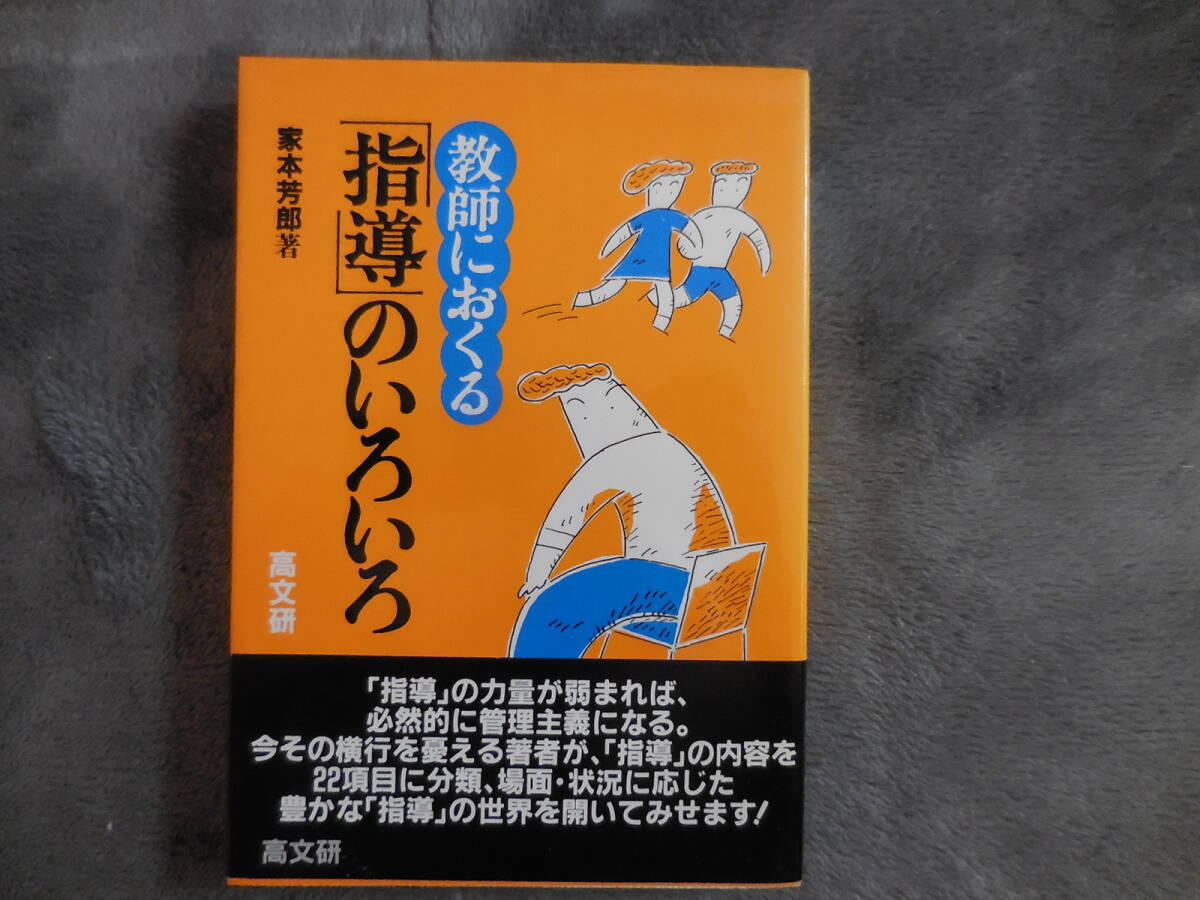 教師におくる
「指導」のいろいろ
家本芳郎著
高文研
「指導」の力量が弱まれば、
必然的に管理主義になる。
今その横行を憂える著者が、「指導」の内容を
22項目に分類、場面・状況に応じた
豊かな「指導」の世界を開いてみせます!
高文研